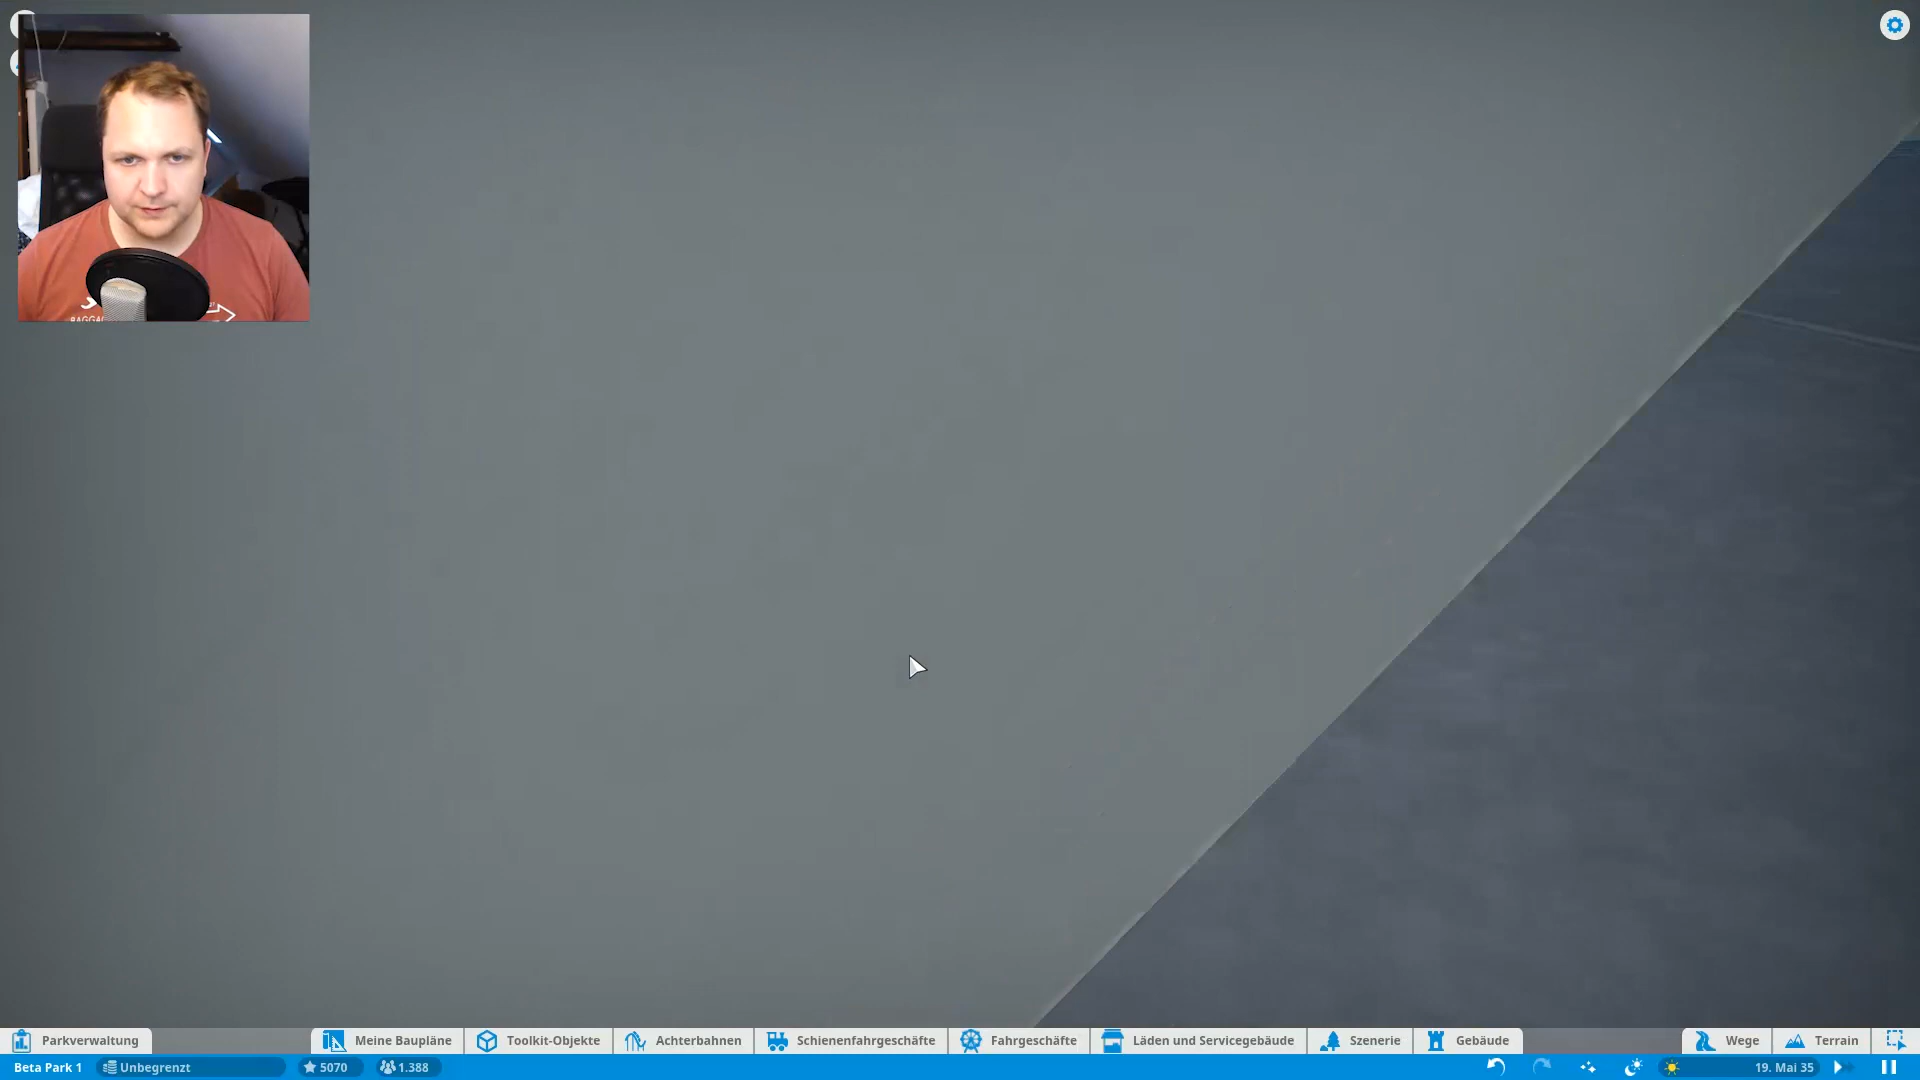 BAGGA
Parkverwaltung
Meine Baupläne
Toolkit-Objekte
Achterbahnen
Schienenfahrgeschäfte
Fahrgeschäfte
Läden und Servicegebäude
Szenerie
Gebäude
Wege
Terrain
Beta Park 1
Unbegrenzt
5070
1.388
19. Mai 35